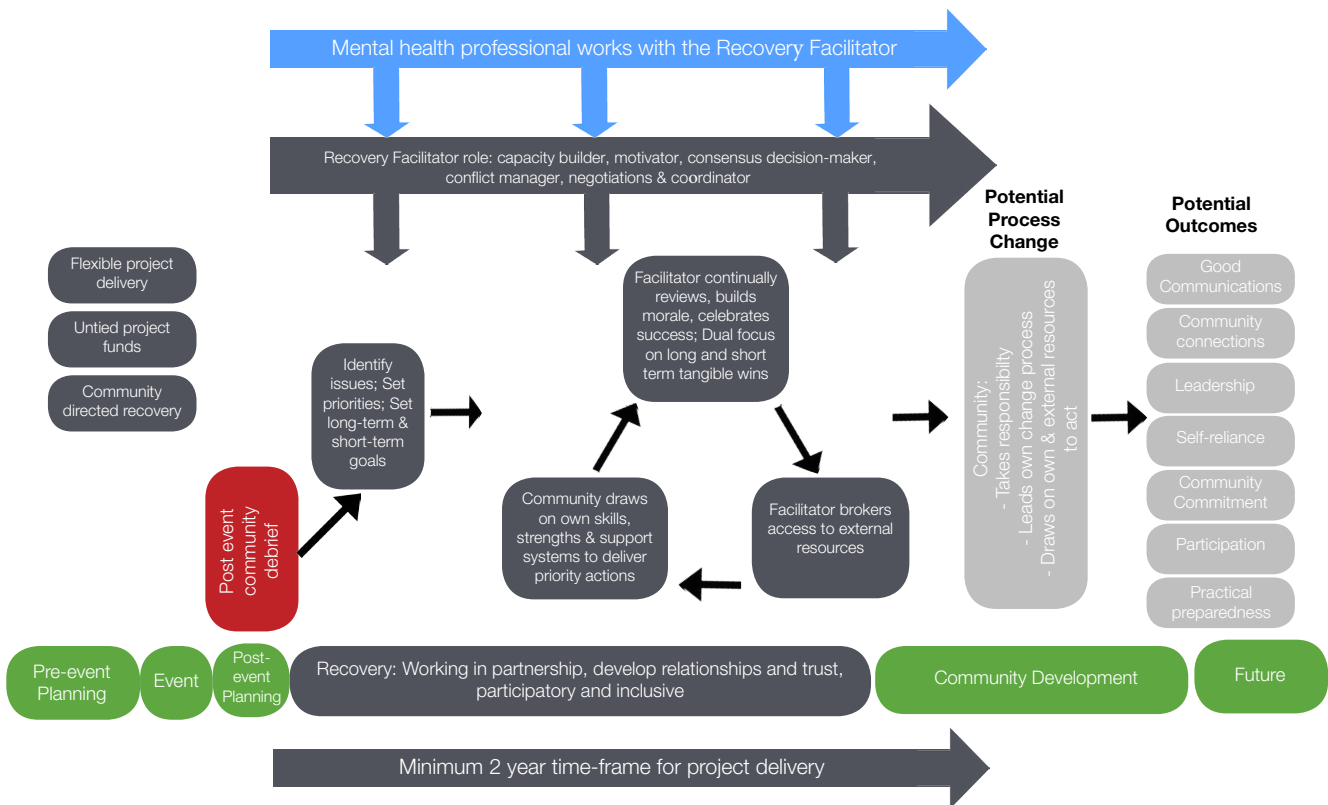 Mental health professional works with the Recovery Facilitator
Recovery Facilitator role: capacity builder, motivator, consensus decision-maker,
conflict manager, negotiations & coordinator
Potential
Process
Change
Potential
Outcomes
Flexible project
delivery
Untied project
funds
Community
directed recovery
Post event
community
debrief
Identify
issues; Set
priorities; Set
long-term &
short-term
goals
Facilitator continually
reviews, builds
morale, celebrates
success; Dual focus
on long and short
term tangible wins
Community draws
on own skills,
strengths & support
systems to deliver
priority actions
Facilitator brokers
access to external
resources
Community:
- Takes responsibilty
- Leads own change process
- Draws on own & external resources
to act
Good
Communications
Community
connections
Leadership
Self-reliance
Community
Commitment
Participation
Practical
preparedness
Pre-event
Planning
Event
Post-
event
Planning
Recovery: Working in partnership, develop relationships and trust,
participatory and inclusive
Community Development
Future
Minimum 2 year time-frame for project delivery